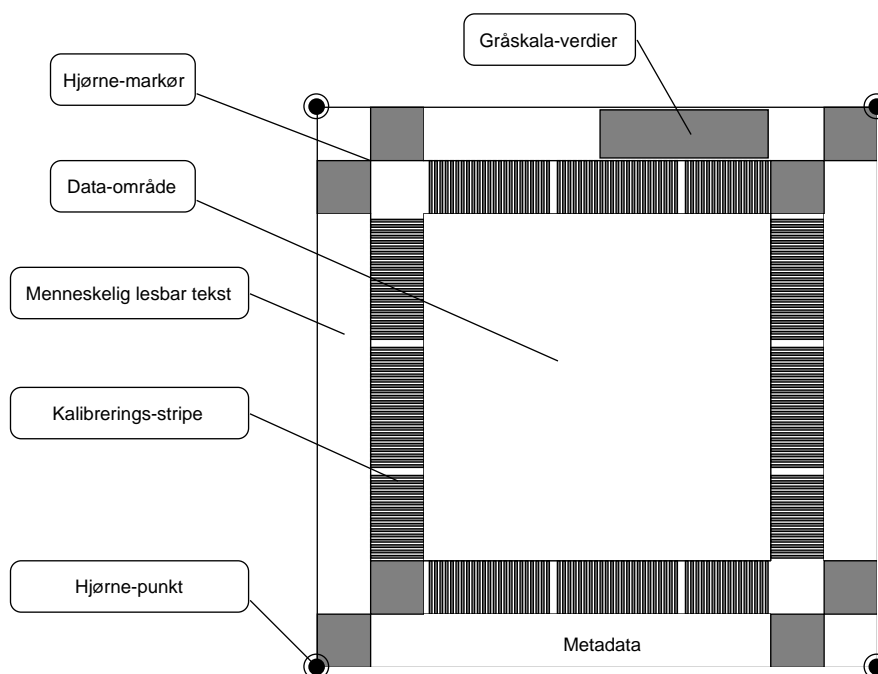 Gråskala-verdier
Hjørne-markør
Data-område
Menneskelig lesbar tekst
Kalibrerings-stripe
Hjørne-punkt
Metadata